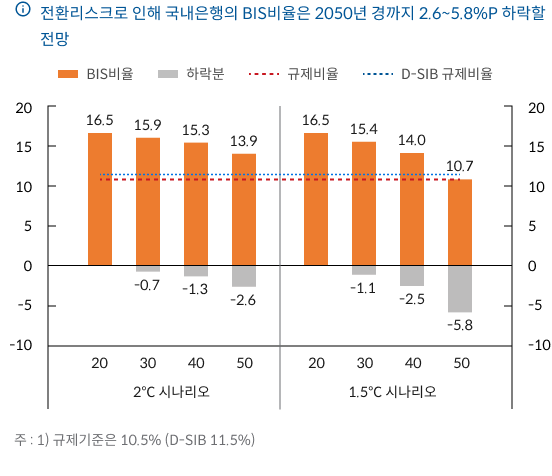 전환리스크로 인해 국내은행의 BIS비율은 2050년 경까지 2.6~5.8%P 하락할
전망
BIS비율 하락분 규제비율 D-SIB 규제비율
20 20
16.5 15.9 15.3 13.9 16.5 15.4 14.0 10.7
15 15
10 10
5 5
0 0
-0.7 -1.3 -2.6 -1.1 -2.5 -5.8
-5 -5
-10 -10
20 30 40 50 20 30 40 50
2°C 시나리오 1.5°C 시나리오
주 : 1) 규제기준은 10.5% (D-SIB 11.5%)